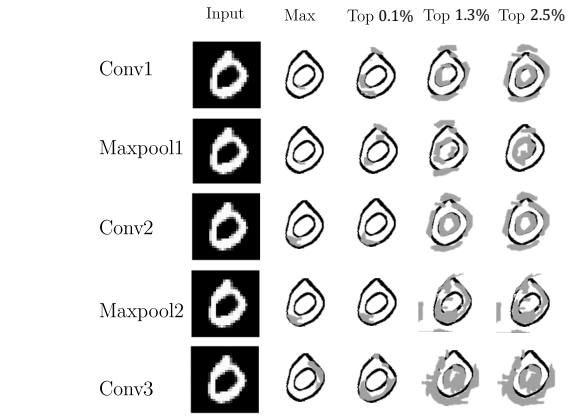 Input Max Top 0.1% Top 1.3% Top 2.5%
Conv1
Maxpool1
Conv2
Maxpool2
Conv3